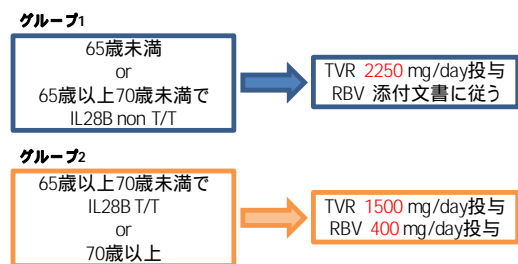 グループ1
65歳未満
or
65歳以上70歳未満で
IL28B non T/T
TVR 2250 mg/day投与
RBV 添付文書に従う
グループ2
65歳以上70歳未満で
IL28B T/T
or
70歳以上
TVR 1500 mg/day投与
RBV 400 mg/day投与